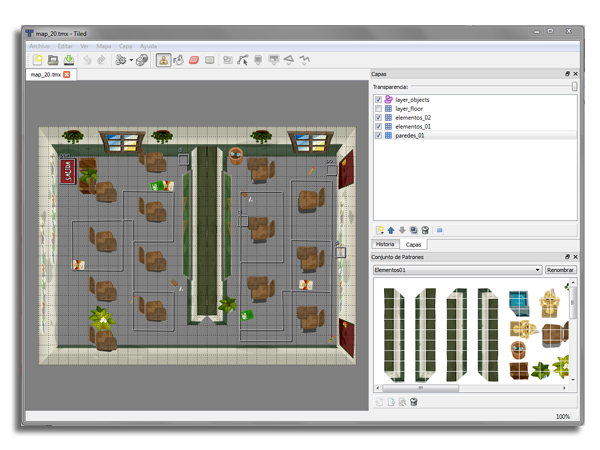 map_20.tmx - Tiled
Archivo Editar Ver Mapa Capa Ayuda
map_20.tmx
Capas
Transparencia:
layer_objects
layer_floor
elementos_02
elementos_01
paredes_01
SALIDA
Historia Capas
Conjunto de Patrones
Elementos01 Renombrar
100%